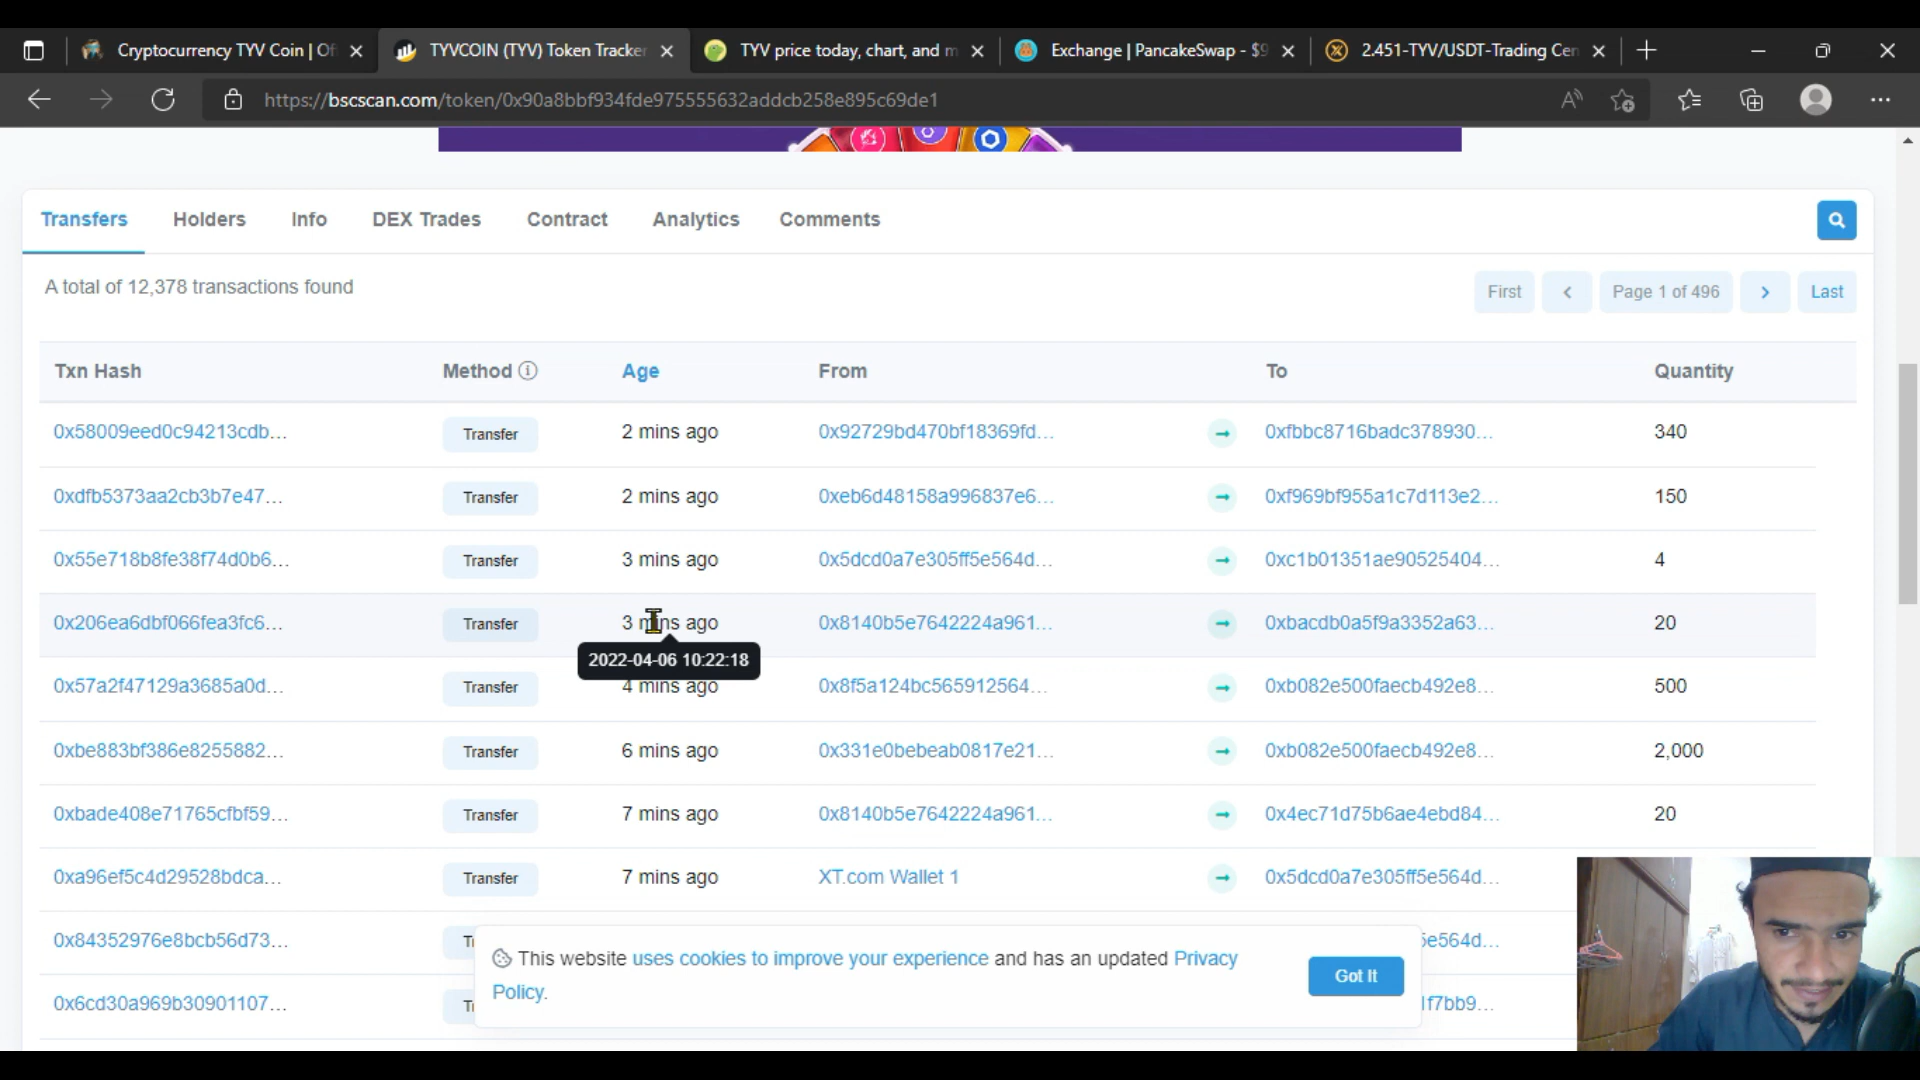 Cryptocurrency TYV Coin | Of
TYVCOIN (TYV) Token Tracker
TYV price today, chart, and m
Exchange | PancakeSwap - $9
2.451-TYV/USDT-Trading Cen
https://bscscan.com/token/0x90a8bbf934fde975555632addcb258e895c69de1
Transfers Holders Info DEX Trades Contract Analytics Comments
A total of 12,378 transactions found
First Page 1 of 496 Last
Txn Hash Method Age From To Quantity
0x58009eed0c94213cdb... Transfer 2 mins ago 0x92729bd470bf18369fd... 0xfbbc8716badc378930... 340
0xdfb5373aa2cb3b7e47... Transfer 2 mins ago 0xeb6d48158a996837e6... 0xf969bf955a1c7d113e2... 150
0x55e718b8fe38f74d0b6... Transfer 3 mins ago 0x5dcd0a7e305ff5e564d... 0xc1b01351ae90525404... 4
0x206ea6dbf066fea3fc6... Transfer 3 mins ago 0x8140b5e7642224a961... 0xbacdb0a5f9a3352a63... 20
2022-04-06 10:22:18
0x57a2f47129a3685a0d... Transfer 4 mins ago 0x8f5a124bc565912564... 0xb082e500faecb492e8... 500
0xbe883bf386e8255882... Transfer 6 mins ago 0x331e0bebeab0817e21... 0xb082e500faecb492e8... 2,000
0xbade408e71765cfbf59... Transfer 7 mins ago 0x8140b5e7642224a961... 0x4ec71d75b6ae4ebd84... 20
0xa96ef5c4d29528bdca... Transfer 7 mins ago XT.com Wallet 1 0x5dcd0a7e305ff5e564d...
0x84352976e8bcb56d73... 5e564d...
This website uses cookies to improve your experience and has an updated Privacy
Policy.
Got It
0x6cd30a969b30901107... 1f7bb9...